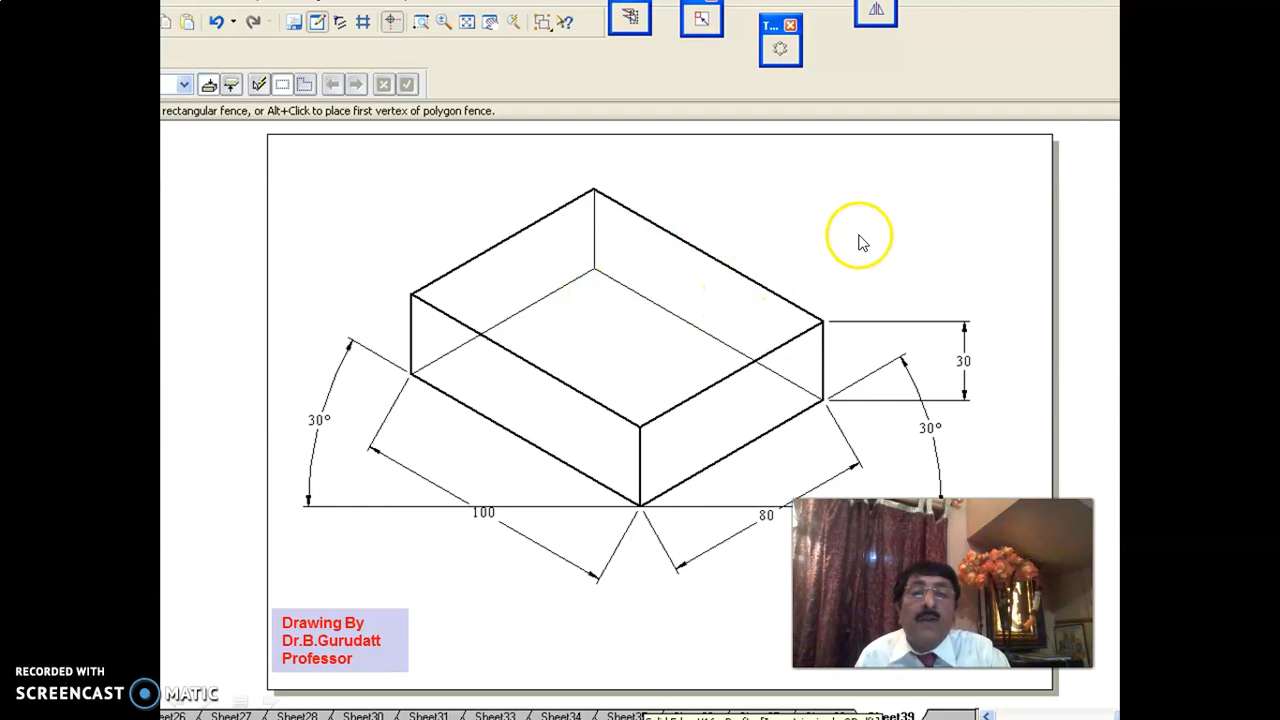 T...
rectangular fence, or Alt+Click to place first vertex of polygon fence.
30
30°
30°
100
80
Drawing By
Dr.B.Gurudatt
Professor
RECORDED WITH
SCREENCAST MATIC
Sheet27
Sheet28
Sheet30
Sheet31
Sheet33
Sheet34